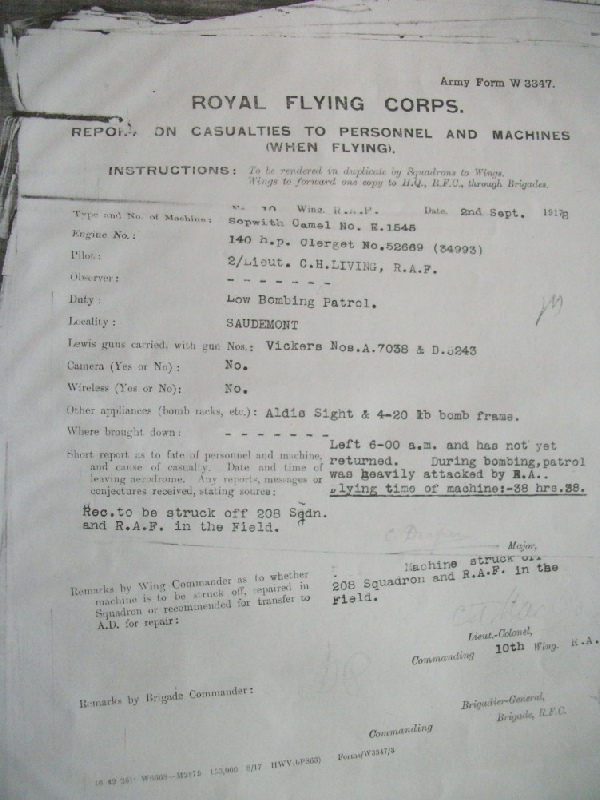 Army Form W 3347.
ROYAL FLYING CORPS.
REPORT ON CASUALTIES TO PERSONNEL AND MACHINES
(WHEN FLYING).
INSTRUCTIONS: To be rendered in duplicate by Squadrons to Wings.
Wings to forward one copy to H.Q., R.F.C., through Brigades.
No. 10 Wing, R.A.F. Date. 2nd Sept. 1918
Type and No. of Machine: Sopwith Camel No. E.1545
Engine No.: 140 h.p. Clerget No.52669 (34993)
Pilot: 2/Lieut. C.H.LIVING, R.A.F.
Observer: - - - - - - -
Duty: Low Bombing Patrol.
Locality: SAUDEMONT
Lewis guns carried, with gun Nos.: Vickers Nos.A.7038 & D.5243
Camera (Yes or No): No.
Wireless (Yes or No): No.
Other appliances (bomb racks, etc.): Aldis Sight & 4-20 lb bomb frame.
Where brought down: - - - - - - -
Short report as to fate of personnel and machine, and cause of casualty. Date and time of leaving aerodrome. Any reports, messages or conjectures received, stating source:
Left 6-00 a.m. and has not yet
returned. During bombing,patrol
was heavily attacked by E.A..
Flying time of machine:-38 hrs.38.
Rec.to be struck off 208 Sqdn.
and R.A.F. in the Field.
Major,
Remarks by Wing Commander as to whether machine is to be struck off, repaired in Squadron or recommended for transfer to A.D. for repair:
Machine struck off
208 Squadron and R.A.F. in the
Field.
Lieut.-Colonel,
Commanding 10th Wing. R.A.
Remarks by Brigade Commander:
Brigadier-General,
Commanding Brigade, R.F.C.
Forms/W3347/3